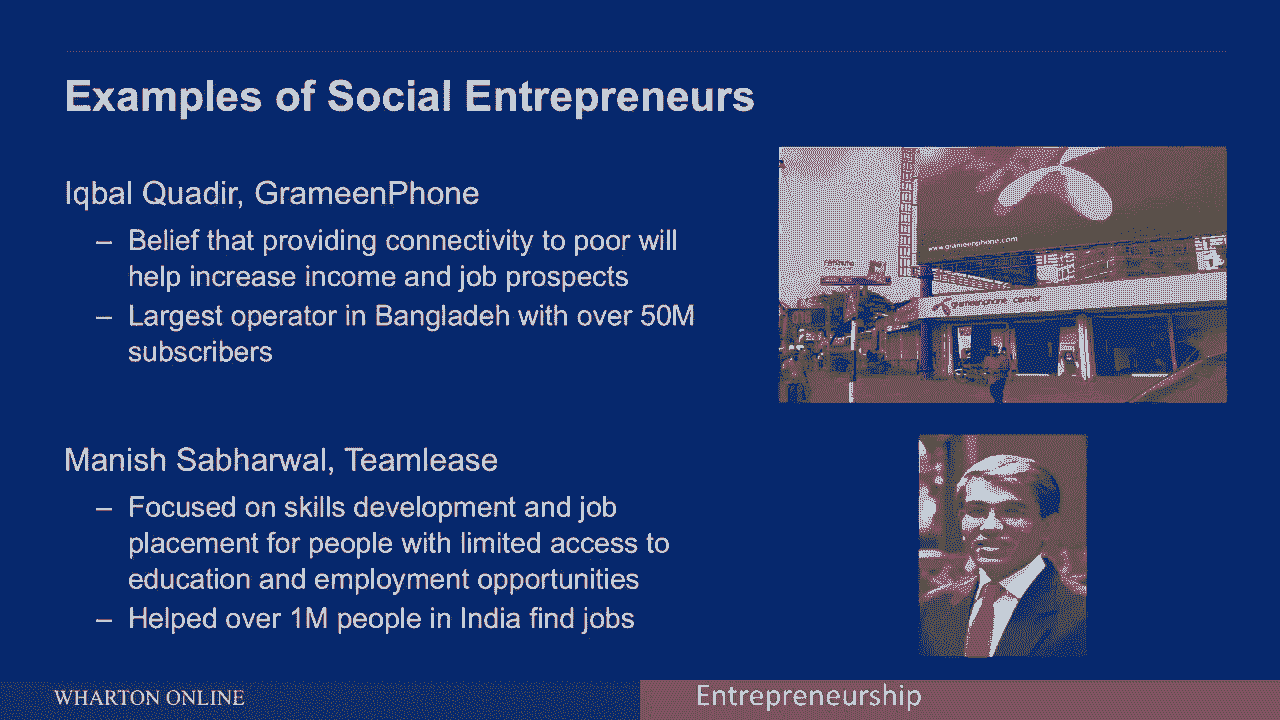 Examples of Social Entrepreneurs
Iqbal Quadir, GrameenPhone
– Belief that providing connectivity to poor will
help increase income and job prospects
– Largest operator in Bangladeh with over 50M
subscribers
www.grameenphone.com
Manish Sabharwal, Teamlease
– Focused on skills development and job
placement for people with limited access to
education and employment opportunities
– Helped over 1M people in India find jobs
WHARTON ONLINE
Entrepreneurship